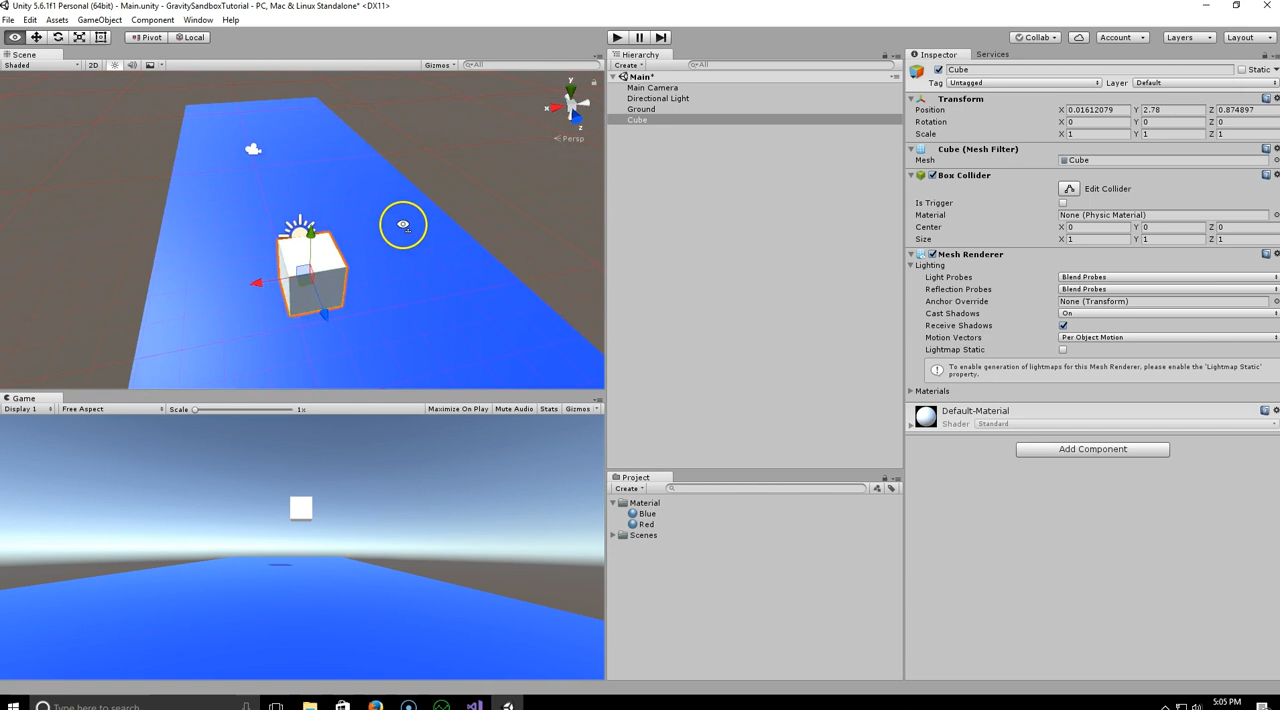 Unity 5.6.1f1 Personal (64bit) - Main.unity - GravitySandboxTutorial - PC, Mac & Linux Standalone* <DX11>
File Edit Assets GameObject Component Window Help
Pivot Local Collab Account Layers Layout
Scene
Shaded 2D Gizmos All
y
x
z
Persp
Game
Display 1 Free Aspect Scale 1x Maximize On Play Mute Audio Stats Gizmos
Hierarchy
Create All
Main*
Main Camera
Directional Light
Ground
Cube
Project
Create
Material
Blue
Red
Scenes
Inspector Services
Cube Static
Tag Untagged Layer Default
Transform
Position X 0.01612079 Y 2.78 Z 0.874897
Rotation X 0 Y 0 Z 0
Scale X 1 Y 1 Z 1
Cube (Mesh Filter)
Mesh Cube
Box Collider
Edit Collider
Is Trigger
Material None (Physic Material)
Center X 0 Y 0 Z 0
Size X 1 Y 1 Z 1
Mesh Renderer
Lighting
Light Probes Blend Probes
Reflection Probes Blend Probes
Anchor Override None (Transform)
Cast Shadows On
Receive Shadows
Motion Vectors Per Object Motion
Lightmap Static
To enable generation of lightmaps for this Mesh Renderer, please enable the 'Lightmap Static'
property.
Materials
Default-Material
Shader Standard
Add Component
Type here to search
5:05 PM